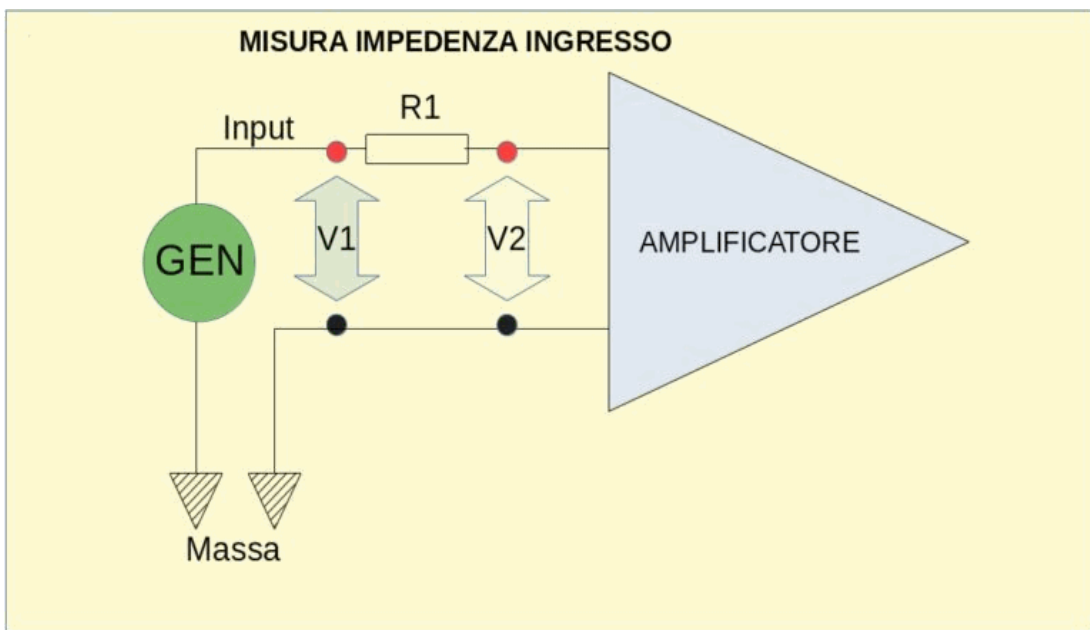 MISURA IMPEDENZA INGRESSO
R1
Input
GEN
V1
V2
AMPLIFICATORE
Massa